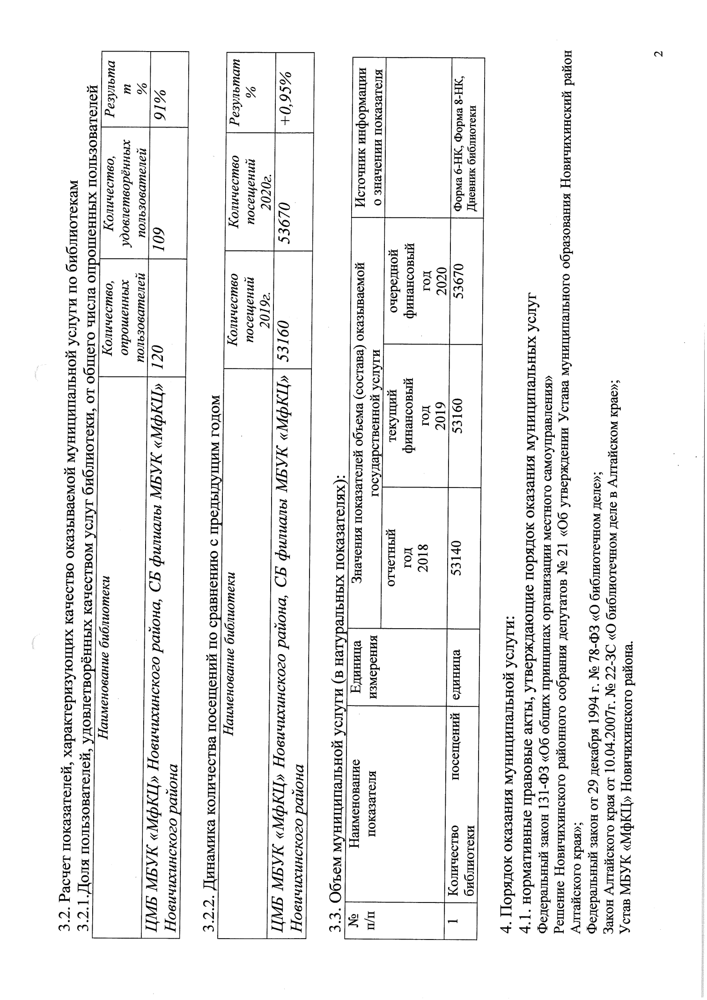 3.2. Расчет показателей, характеризующих качество оказываемой муниципальной услуги по библиотекам
3.2.1.Доля пользователей, удовлетворённых качеством услуг библиотеки, от общего числа опрошенных пользователей
Наименование библиотеки
Количество,
опрошенных
пользователей
Количество,
удовлетворённых
пользователей
Результа
т
%
ЦМБ МБУК «МфКЦ» Новичихинского района, СБ филиалы МБУК «МфКЦ»
Новичихинского района
120
109
91%
3.2.2. Динамика количества посещений по сравнению с предыдущим годом
Наименование библиотеки
Количество
посещений
2019г.
Количество
посещений
2020г.
Результат
%
ЦМБ МБУК «МфКЦ» Новичихинского района, СБ филиалы МБУК «МфКЦ»
Новичихинского района
53160
53670
+0,95%
3.3. Объем муниципальной услуги (в натуральных показателях):
№
п/п
Наименование
показателя
Единица
измерения
Значения показателей объема (состава) оказываемой
государственной услуги
Источник информации
о значении показателя
отчетный
год
2018
текущий
финансовый
год
2019
очередной
финансовый
год
2020
1
Количество посещений
библиотеки
единица
53140
53160
53670
Форма 6-НК, Форма 8-НК,
Дневник библиотеки
4. Порядок оказания муниципальной услуги:
4.1. нормативные правовые акты, утверждающие порядок оказания муниципальных услуг
Федеральный закон 131-ФЗ «Об общих принципах организации местного самоуправления»
Решение Новичихинского районного собрания депутатов № 21 «Об утверждении Устава муниципального образования Новичихинский район
Алтайского края»;
Федеральный закон от 29 декабря 1994 г. № 78-ФЗ «О библиотечном деле»;
Закон Алтайского края от 10.04.2007г. № 22-ЗС «О библиотечном деле в Алтайском крае»;
Устав МБУК «МфКЦ» Новичихинского района.
2